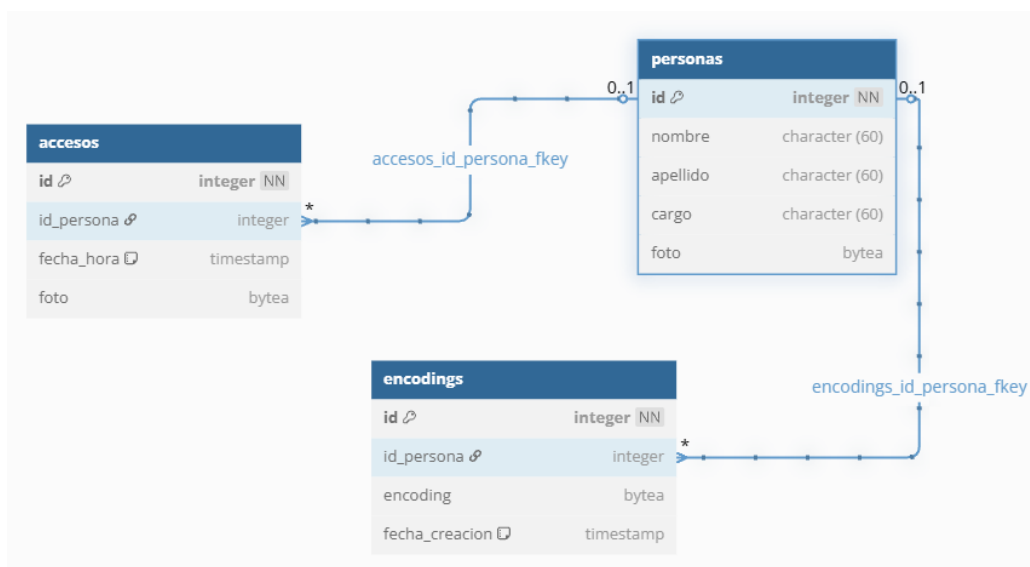 personas
0..1
id integer NN
0..1
nombre character (60)
apellido character (60)
cargo character (60)
foto bytea
accesos
id integer NN
id_persona integer
*
fecha_hora timestamp
foto bytea
accesos_id_persona_fkey
encodings
id integer NN
id_persona integer
*
encoding bytea
fecha_creacion timestamp
encodings_id_persona_fkey